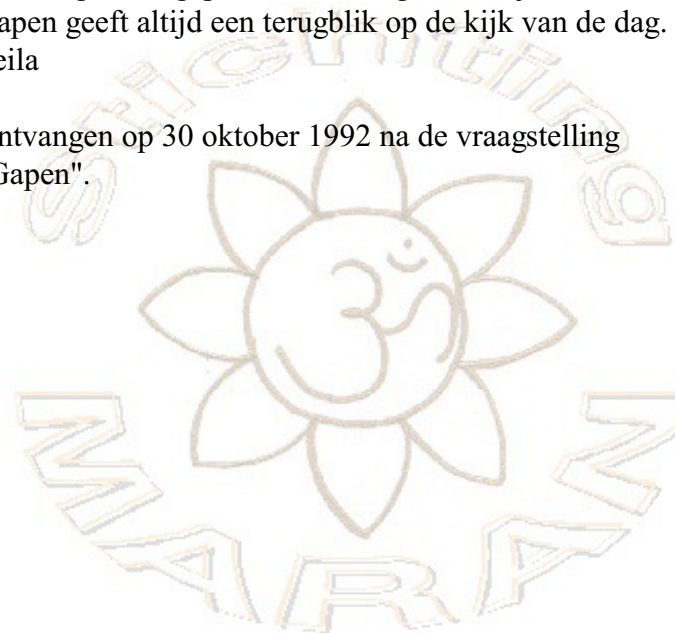 apen geeft altijd een terugblik op de kijk van de dag.
eila
ntvangen op 30 oktober 1992 na de vraagstelling
Gapen".
Stichting
MARAN